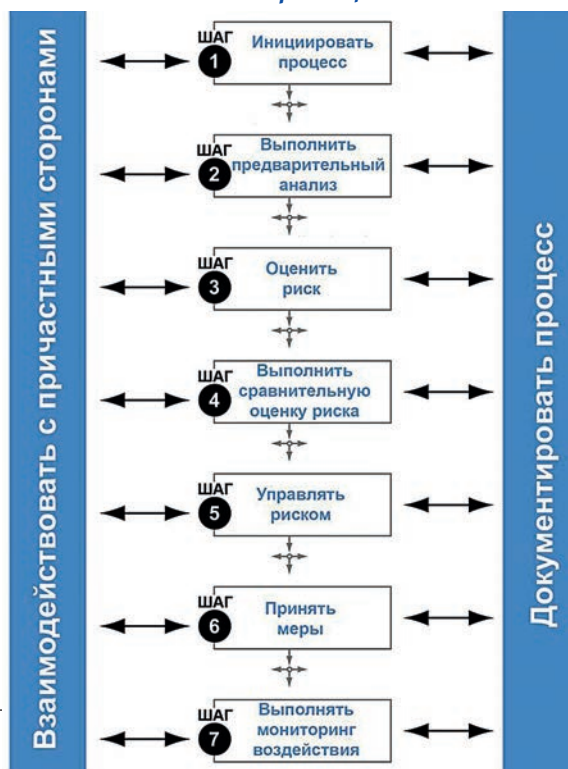 Взаимодействовать с причастными сторонами
ШАГ
1
Инициировать
процесс
ШАГ
2
Выполнить
предварительный
анализ
ШАГ
3
Оценить
риск
ШАГ
4
Выполнить
сравнительную
оценку риска
ШАГ
5
Управлять
риском
ШАГ
6
Принять
меры
ШАГ
7
Выполнять
мониторинг
воздействия
Документировать процесс